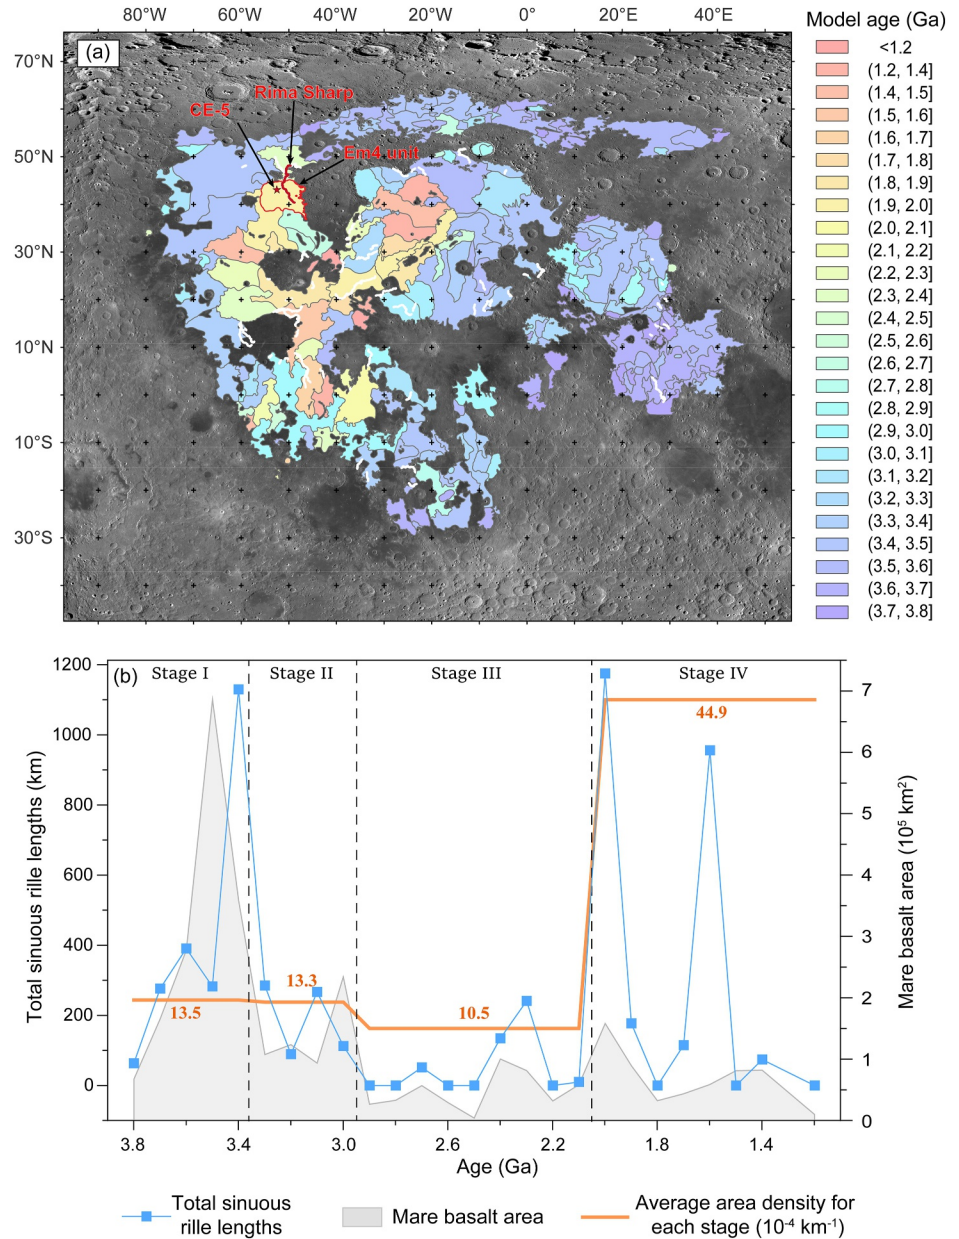 80°W 60°W 40°W 20°W 0° 20°E 40°E
Model age (Ga)
(a)
70°N
50°N
30°N
10°N
10°S
30°S
Rima Sharp
CE-5
Em4 unit
<1.2
(1.2, 1.4]
(1.4, 1.5]
(1.5, 1.6]
(1.6, 1.7]
(1.7, 1.8]
(1.8, 1.9]
(1.9, 2.0]
(2.0, 2.1]
(2.1, 2.2]
(2.2, 2.3]
(2.3, 2.4]
(2.4, 2.5]
(2.5, 2.6]
(2.6, 2.7]
(2.7, 2.8]
(2.8, 2.9]
(2.9, 3.0]
(3.0, 3.1]
(3.1, 3.2]
(3.2, 3.3]
(3.3, 3.4]
(3.4, 3.5]
(3.5, 3.6]
(3.6, 3.7]
(3.7, 3.8]
(b)
Stage I Stage II Stage III Stage IV
Total sinuous rille lengths (km)
1200
1000
800
600
400
200
0
13.5
13.3
10.5
44.9
7
6
5
4
3
2
1
0
Mare basalt area (10⁵ km²)
3.8 3.4 3.0 2.6 2.2 1.8 1.4
Age (Ga)
Total sinuous
rille lengths
Mare basalt area
Average area density for
each stage (10⁻⁴ km⁻¹)